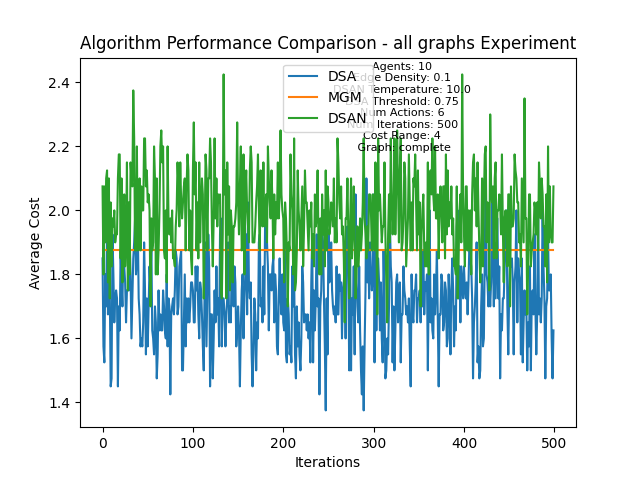 Algorithm Performance Comparison - all graphs Experiment
Average Cost
2.4
2.2
2.0
1.8
1.6
1.4
DSA
MGM
DSAN
Agents: 10
Edge Density: 0.1
DSAN Temperature: 10.0
DSA Threshold: 0.75
Num Actions: 6
Num Iterations: 500
Cost Range: 4
Graph: complete
0
100
200
300
400
500
Iterations